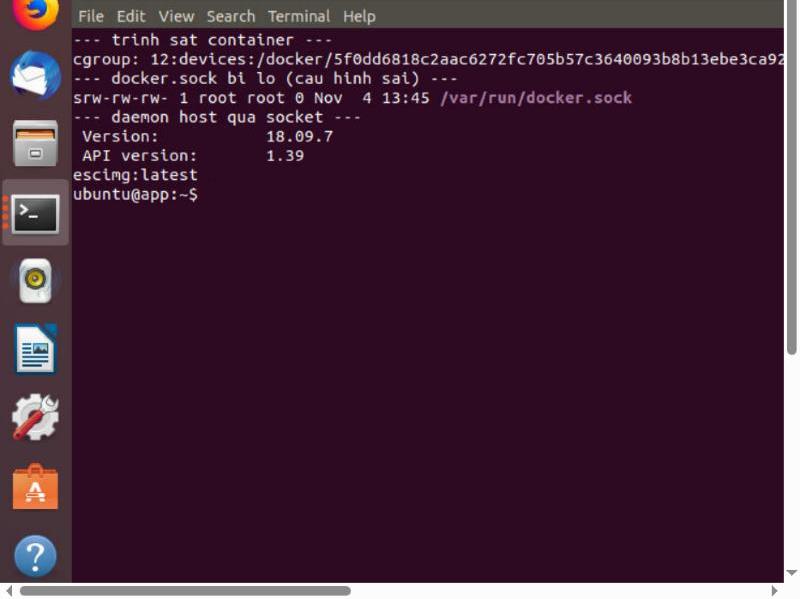 File Edit View Search Terminal Help
--- trinh sat container ---
cgroup: 12:devices:/docker/5f0dd6818c2aac6272fc705b57c3640093b8b13ebe3ca92
--- docker.sock bi lo (cau hinh sai) ---
srw-rw-rw- 1 root root 0 Nov  4 13:45 /var/run/docker.sock
--- daemon host qua socket ---
 Version:           18.09.7
 API version:       1.39
escimg:latest
ubuntu@app:~$